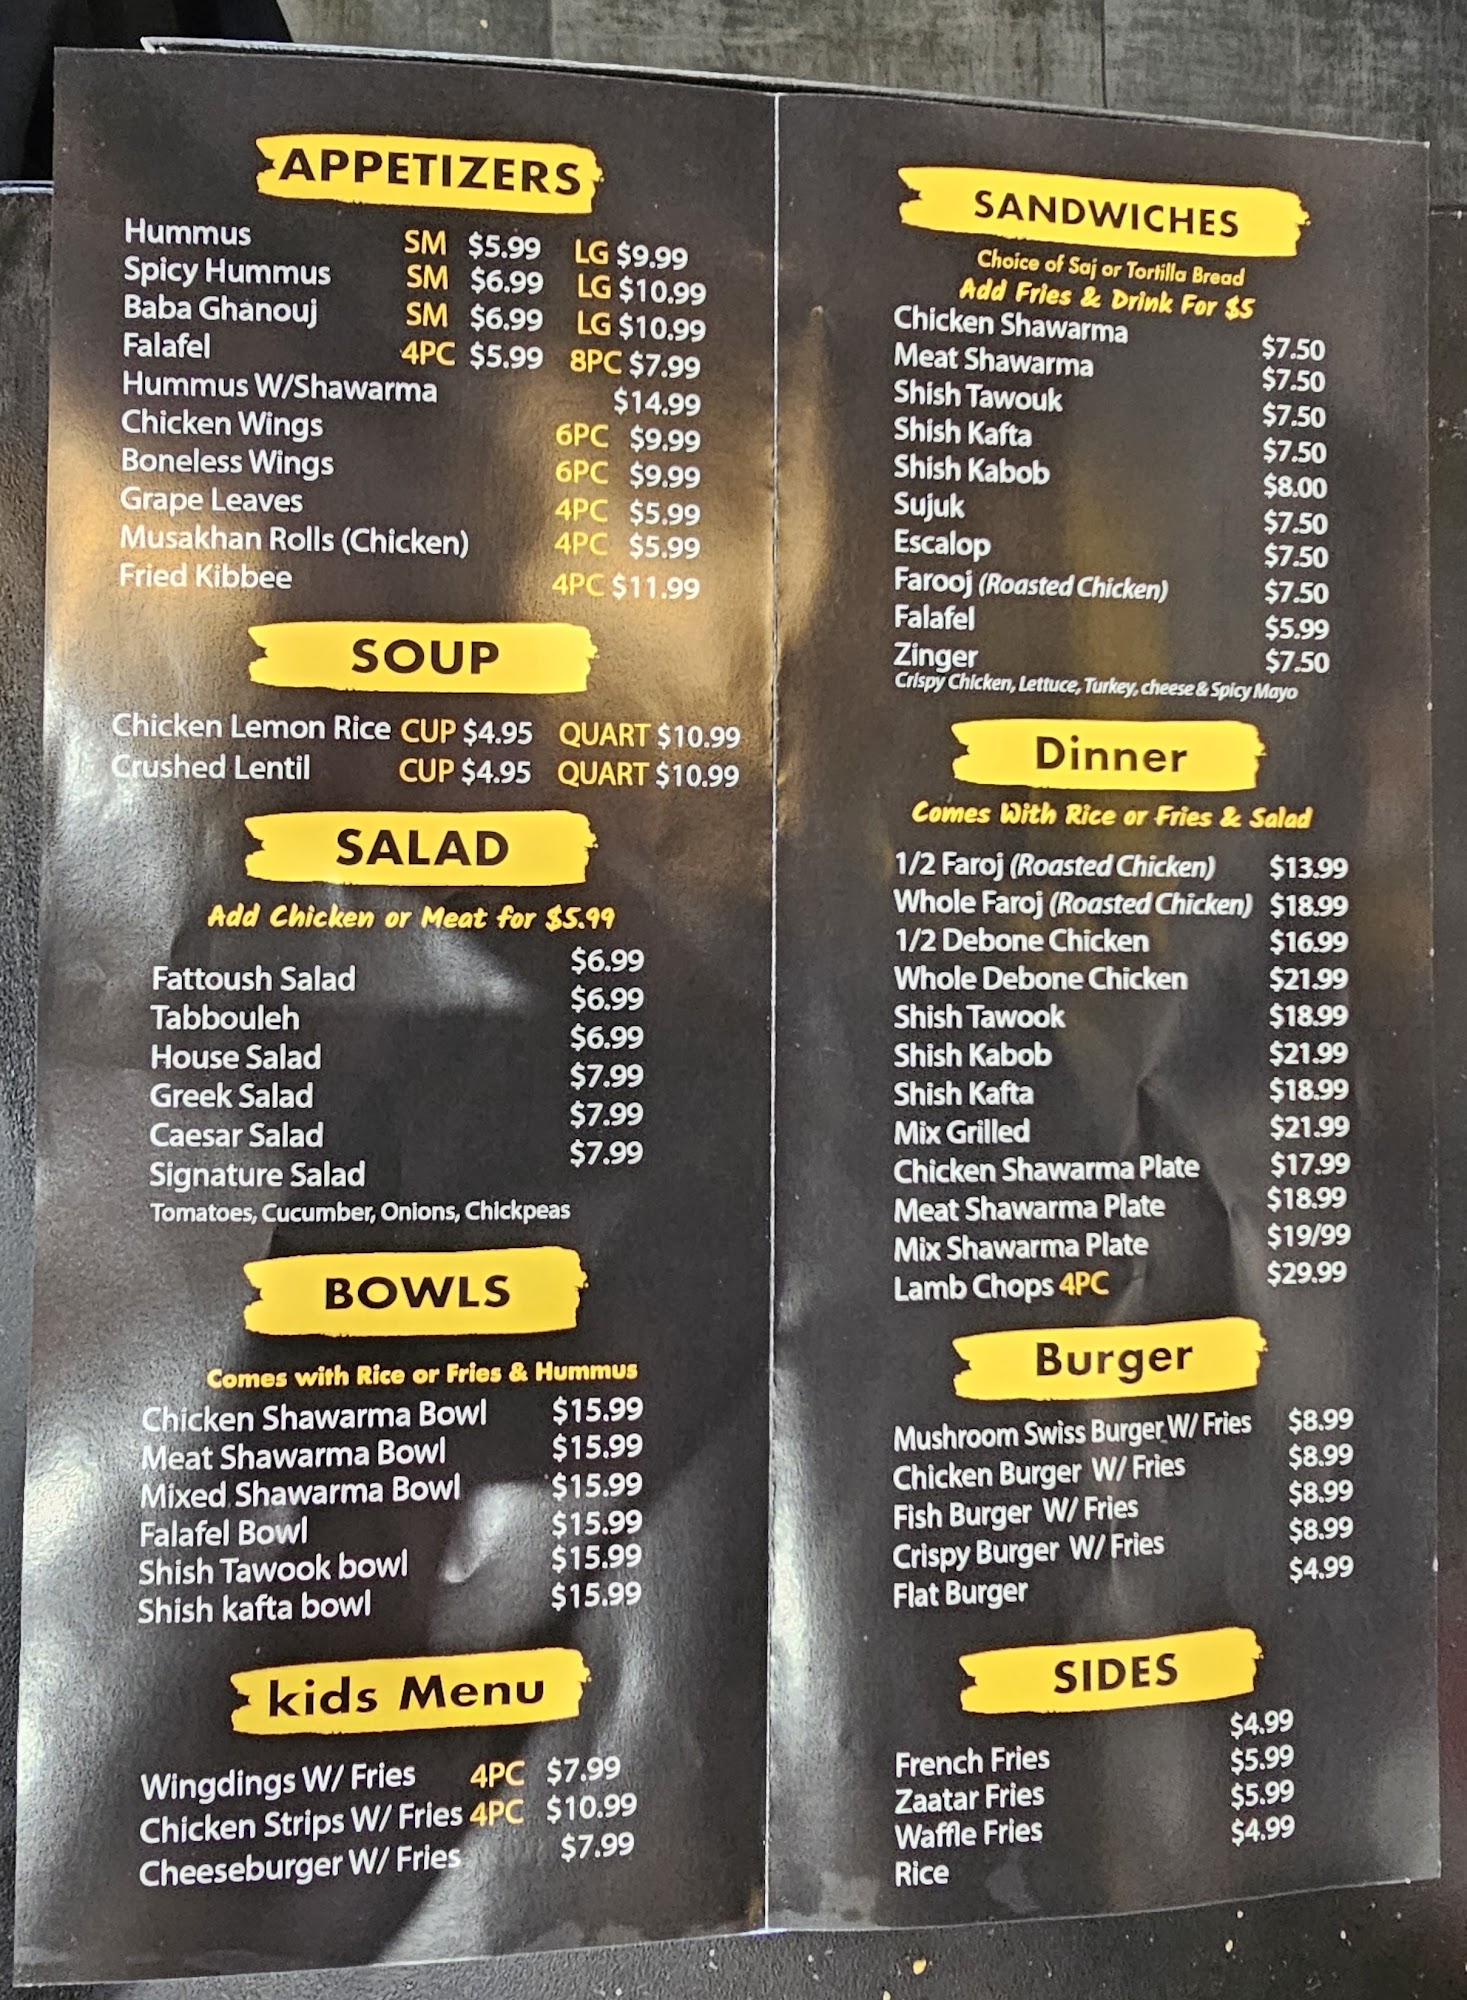 APPETIZERS
Hummus SM $5.99 LG $9.99
Spicy Hummus SM $6.99 LG $10.99
Baba Ghanouj SM $6.99 LG $10.99
Falafel 4PC $5.99 8PC $7.99
Hummus W/Shawarma $14.99
Chicken Wings 6PC $9.99
Boneless Wings 6PC $9.99
Grape Leaves 4PC $5.99
Musakhan Rolls (Chicken) 4PC $5.99
Fried Kibbee 4PC $11.99
SOUP
Chicken Lemon Rice CUP $4.95 QUART $10.99
Crushed Lentil CUP $4.95 QUART $10.99
SALAD
Add Chicken or Meat for $5.99
Fattoush Salad $6.99
Tabbouleh $6.99
House Salad $6.99
Greek Salad $7.99
Caesar Salad $7.99
Signature Salad $7.99
Tomatoes, Cucumber, Onions, Chickpeas
BOWLS
Comes with Rice or Fries & Hummus
Chicken Shawarma Bowl $15.99
Meat Shawarma Bowl $15.99
Mixed Shawarma Bowl $15.99
Falafel Bowl $15.99
Shish Tawook bowl $15.99
Shish kafta bowl $15.99
kids Menu
Wingdings W/ Fries 4PC $7.99
Chicken Strips W/ Fries 4PC $10.99
Cheeseburger W/ Fries $7.99
SANDWICHES
Choice of Saj or Tortilla Bread
Add Fries & Drink For $5
Chicken Shawarma $7.50
Meat Shawarma $7.50
Shish Tawouk $7.50
Shish Kafta $7.50
Shish Kabob $8.00
Sujuk $7.50
Escalop $7.50
Farooj (Roasted Chicken) $7.50
Falafel $5.99
Zinger $7.50
Crispy Chicken, Lettuce, Turkey, cheese & Spicy Mayo
Dinner
Comes With Rice or Fries & Salad
1/2 Faroj (Roasted Chicken) $13.99
Whole Faroj (Roasted Chicken) $18.99
1/2 Debone Chicken $16.99
Whole Debone Chicken $21.99
Shish Tawook $18.99
Shish Kabob $21.99
Shish Kafta $18.99
Mix Grilled $21.99
Chicken Shawarma Plate $17.99
Meat Shawarma Plate $18.99
Mix Shawarma Plate $19/99
Lamb Chops 4PC $29.99
Burger
Mushroom Swiss Burger W/ Fries $8.99
Chicken Burger W/ Fries $8.99
Fish Burger W/ Fries $8.99
Crispy Burger W/ Fries $8.99
Flat Burger $4.99
SIDES
French Fries $4.99
Zaatar Fries $5.99
Waffle Fries $5.99
Rice $4.99